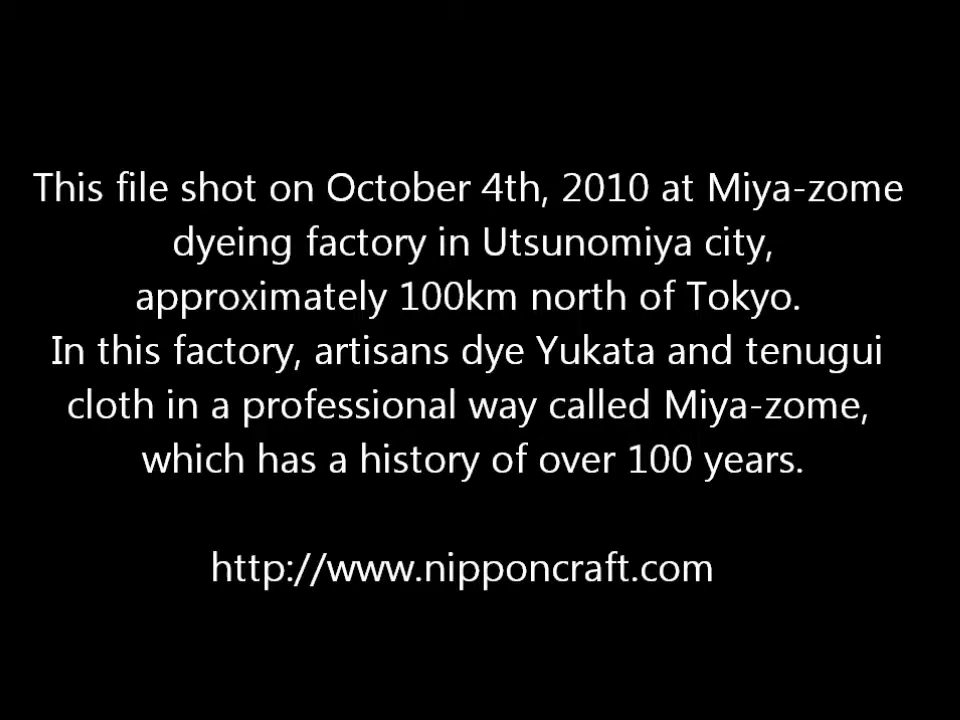 This file shot on October 4th, 2010 at Miya-zome
dyeing factory in Utsunomiya city,
approximately 100km north of Tokyo.
In this factory, artisans dye Yukata and tenugui
cloth in a professional way called Miya-zome,
which has a history of over 100 years.
http://www.nipponcraft.com